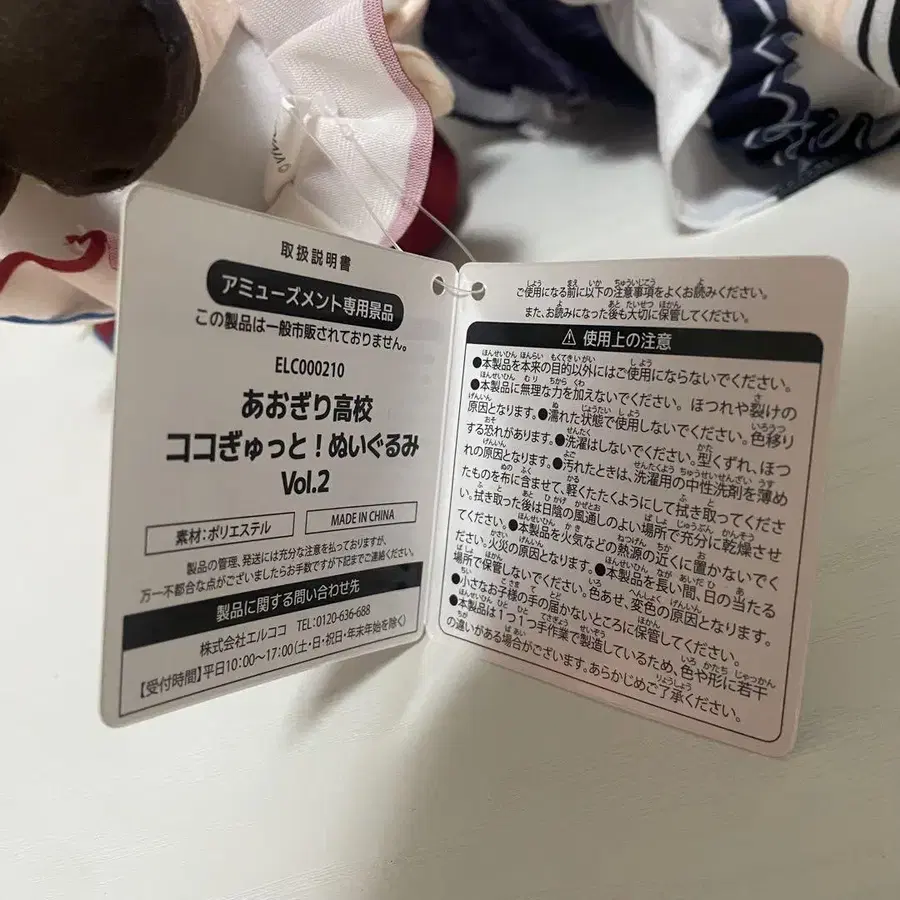 取扱説明書
アミューズメント専用景品
この製品は一般市販されておりません。
ELC000210
あおぎり高校
ココぎゅっと！ぬいぐるみ
Vol.2
素材：ポリエステル
MADE IN CHINA
製品の管理、発送には充分な注意を払っておりますが、
万一不都合な点がございましたらお手数ですが下記までご連絡ください。
製品に関する問い合わせ先
株式会社エルココ TEL：0120-636-688
【受付時間】平日10：00～17：00（土・日・祝日・年末年始を除く）
ご使用になる前に以下の注意事項をよくお読みください。
また、お読みになった後も大切に保管してください。
⚠ 使用上の注意
●本製品を本来の目的以外にはご使用にならないでください。
●本製品に無理な力を加えないでください。ほつれや裂けの
原因となります。●濡れた状態で使用しないでください。色移り
する恐れがあります。●洗濯はしないでください。型くずれ、ほつ
れの原因となります。●汚れたときは、洗濯用の中性洗剤を薄め
たものを布に含ませて、軽くたたくようにして拭き取ってくださ
い。拭き取った後は日陰の風通しのよい場所で充分に乾燥させ
てください。●本製品を火気などの熱源の近くに置かないでく
ださい。火災の原因となります。●本製品を長い間、日の当たる
場所で保管しないでください。色あせ、変色の原因となります。
●小さなお子様の手の届かないところに保管してください。
●本製品は1つ1つ手作業で製造しているため、色や形に若干
の違いがある場合がございます。あらかじめご了承ください。